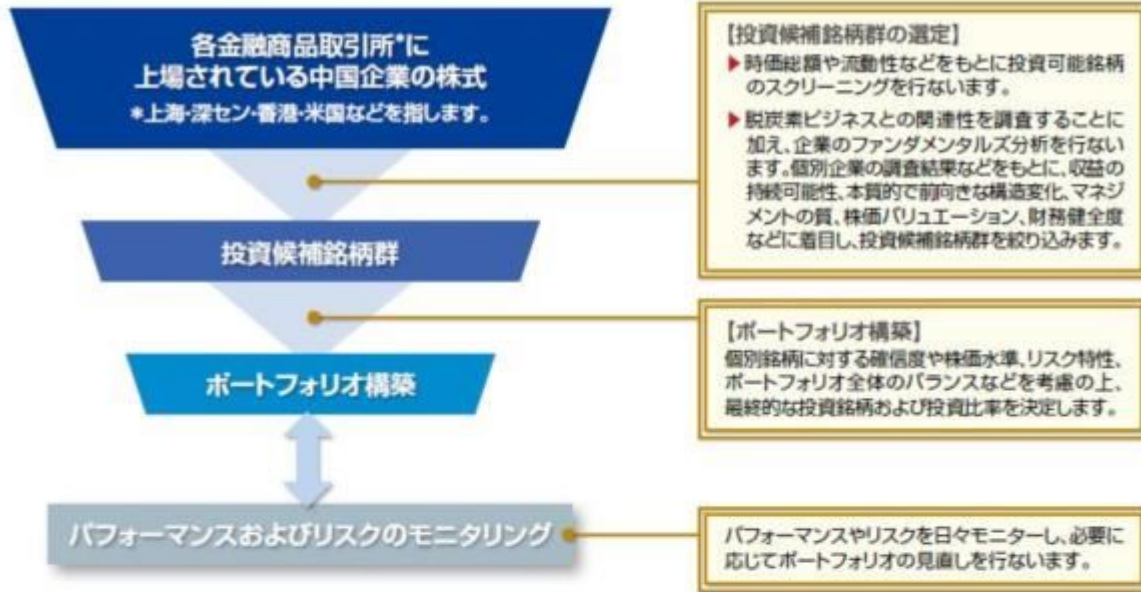 各金融商品取引所*に
上場されている中国企業の株式
*上海・深セン・香港・米国などを指します。
【投資候補銘柄群の選定】
▶時価総額や流動性などをもとに投資可能銘柄
のスクリーニングを行ないます。
▶脱炭素ビジネスとの関連性を調査することに
加え、企業のファンダメンタルズ分析を行ない
ます。個別企業の調査結果などをもとに、収益の
持続可能性、本質的で前向きな構造変化、マネジ
メントの質、株価バリュエーション、財務健全度
などに着目し、投資候補銘柄群を絞り込みます。
投資候補銘柄群
【ポートフォリオ構築】
個別銘柄に対する確信度や株価水準、リスク特性、
ポートフォリオ全体のバランスなどを考慮の上、
最終的な投資銘柄および投資比率を決定します。
ポートフォリオ構築
パフォーマンスおよびリスクのモニタリング
パフォーマンスやリスクを日々モニターし、必要に
応じてポートフォリオの見直しを行ないます。